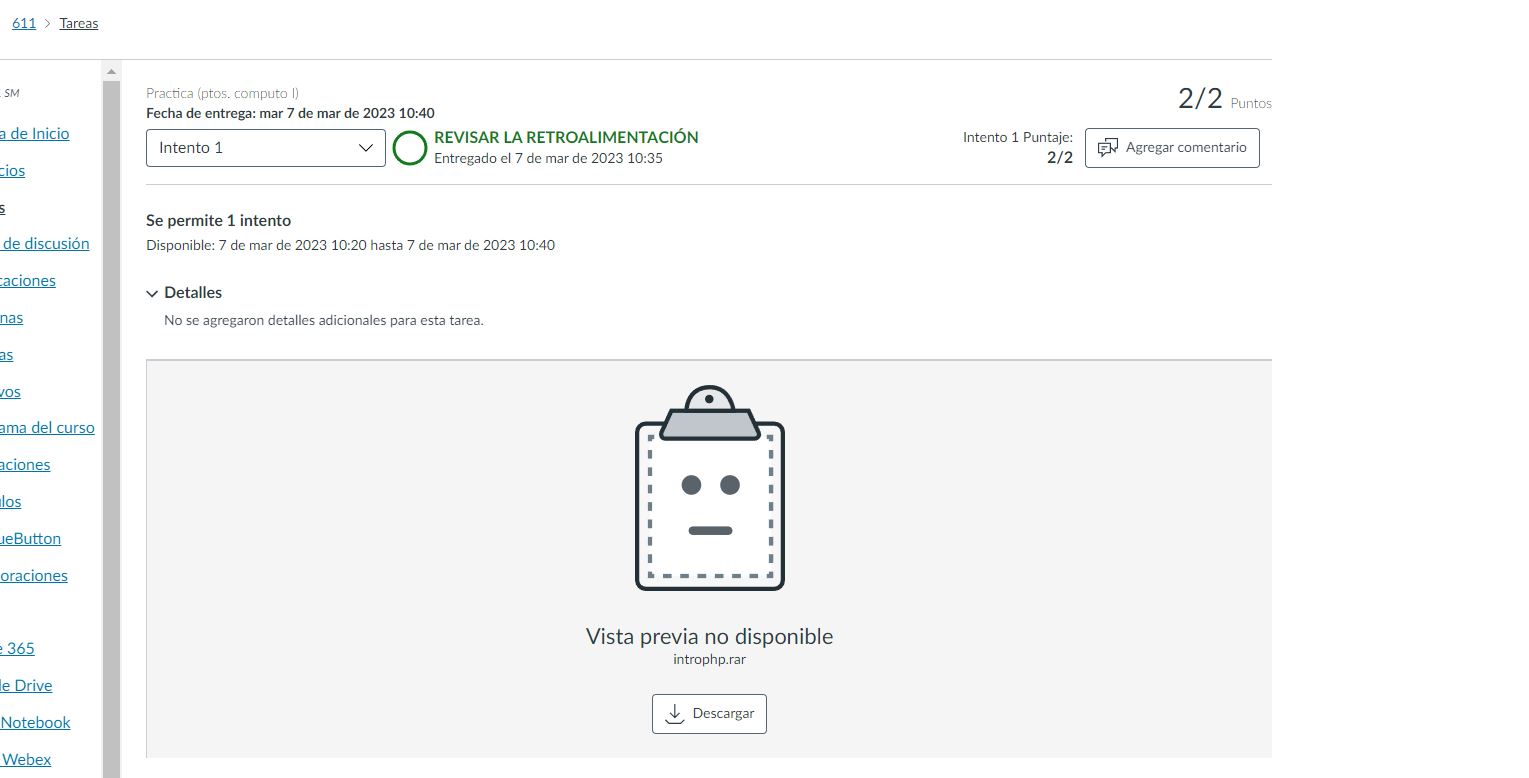 611 > Tareas
SM
a de Inicio
cios
s
de discusión
caciones
nas
as
vos
ama del curso
aciones
ulos
ueButton
oraciones
e 365
le Drive
Notebook
Webex
Practica (ptos. computo I)
Fecha de entrega: mar 7 de mar de 2023 10:40
2/2 Puntos
Intento 1
REVISAR LA RETROALIMENTACIÓN
Entregado el 7 de mar de 2023 10:35
Intento 1 Puntaje:
2/2
Agregar comentario
Se permite 1 intento
Disponible: 7 de mar de 2023 10:20 hasta 7 de mar de 2023 10:40
Detalles
No se agregaron detalles adicionales para esta tarea.
Vista previa no disponible
introphp.rar
Descargar